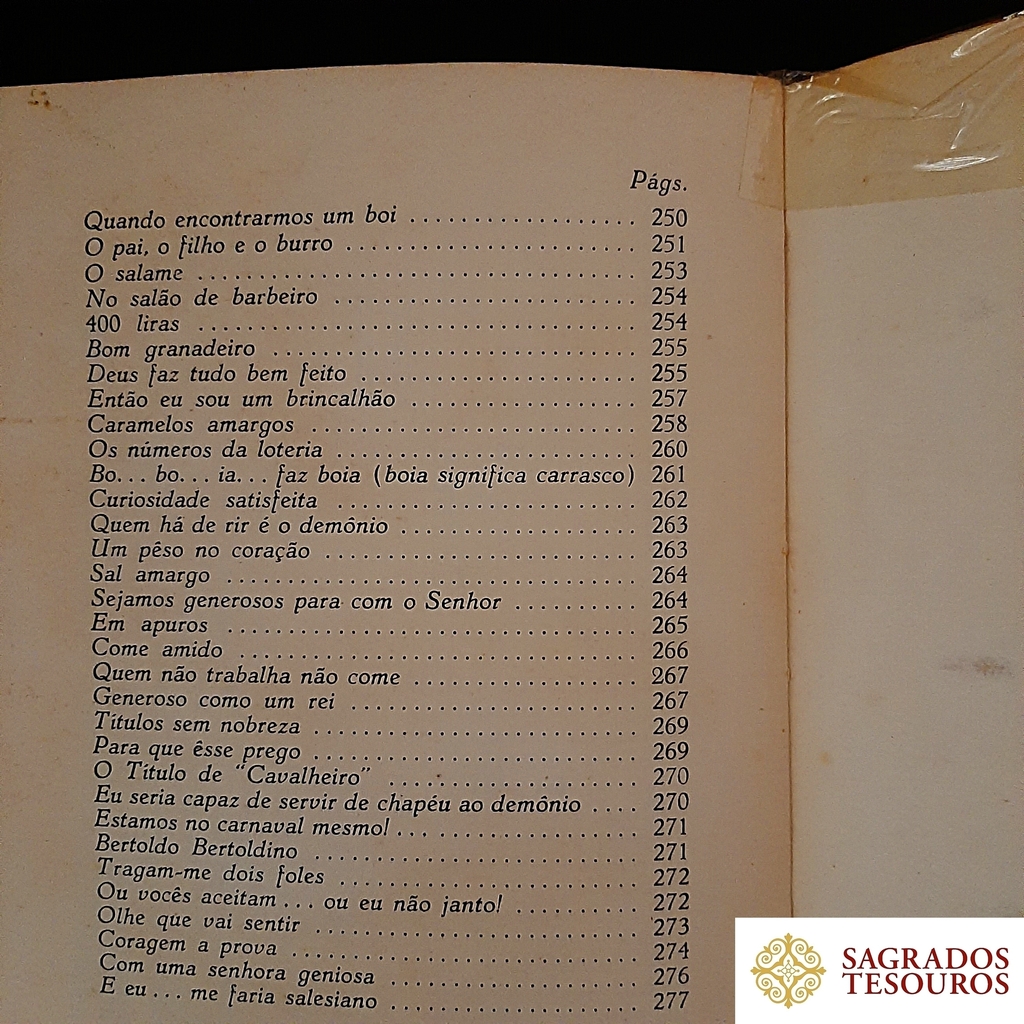 Págs.
Quando encontrarmos um boi ................... 250
O pai, o filho e o burro ........................ 251
O salame .................................... 253
No salão de barbeiro ......................... 254
400 liras .................................... 254
Bom granadeiro .............................. 255
Deus faz tudo bem feito ....................... 255
Então eu sou um brincalhão ................... 257
Caramelos amargos ........................... 258
Os números da loteria ......................... 260
Bo... bo... ia... faz boia (boia significa carrasco) 261
Curiosidade satisfeita ......................... 262
Quem há de rir é o demônio .................... 263
Um pêso no coração .......................... 263
Sal amargo .................................. 264
Sejamos generosos para com o Senhor .......... 264
Em apuros .................................. 265
Come amido ................................. 266
Quem não trabalha não come ................... 267
Generoso como um rei ........................ 267
Títulos sem nobreza ........................... 269
Para que êsse prego ........................... 269
O Título de "Cavalheiro" ..................... 270
Eu seria capaz de servir de chapéu ao demônio .... 270
Estamos no carnaval mesmo! .................... 271
Bertoldo Bertoldino ........................... 271
Tragam-me dois foles ......................... 272
Ou vocês aceitam ... ou eu não janto! .......... 272
Olhe que vai sentir ........................... 273
Coragem a prova ............................. 274
Com uma senhora geniosa ..................... 276
E eu ... me faria salesiano .................... 277
SAGRADOS
TESOUROS